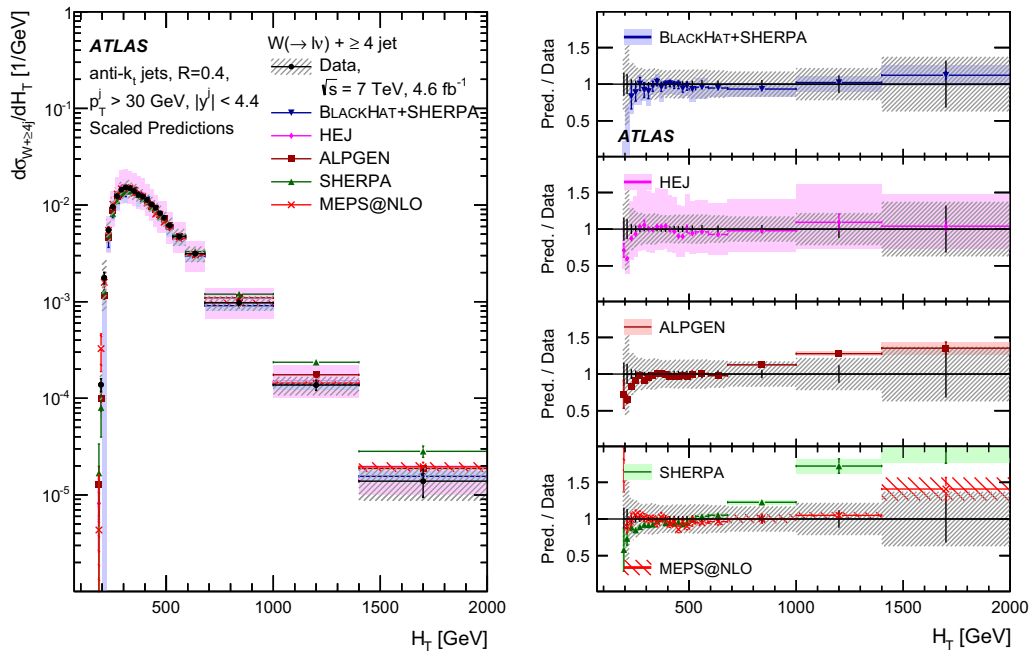 dσ_{W+≥4j}/dH_T [1/GeV]
1
10^{-1}
10^{-2}
10^{-3}
10^{-4}
10^{-5}
ATLAS
anti-k_t jets, R=0.4,
p_T^j > 30 GeV, |y^j| < 4.4
Scaled Predictions
W(→ lν) + ≥ 4 jet
Data,
√s = 7 TeV, 4.6 fb^{-1}
BLACKHAT+SHERPA
HEJ
ALPGEN
SHERPA
MEPS@NLO
500 1000 1500 2000
H_T [GeV]
Pred. / Data
1.5
1
0.5
BLACKHAT+SHERPA
ATLAS
Pred. / Data
1.5
1
0.5
HEJ
Pred. / Data
1.5
1
0.5
ALPGEN
Pred. / Data
1.5
1
0.5
SHERPA
MEPS@NLO
500 1000 1500 2000
H_T [GeV]